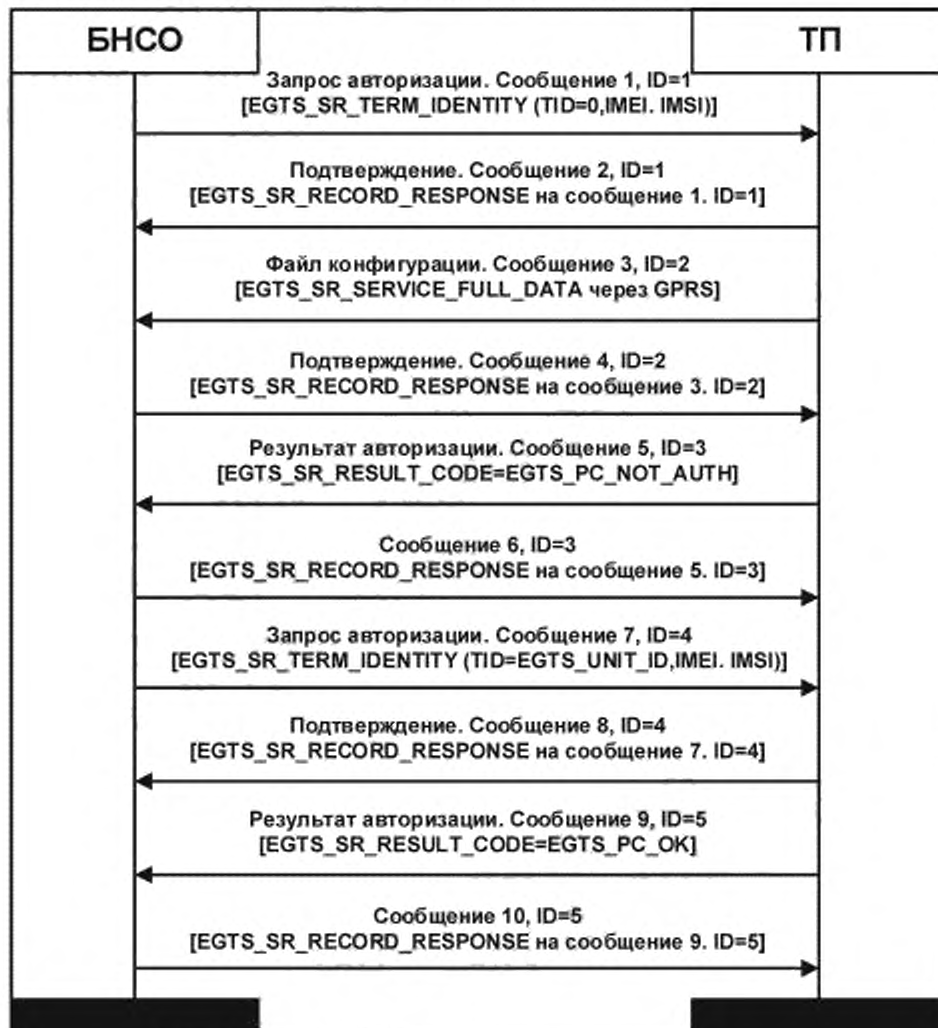 БНСО
ТП
Запрос авторизации. Сообщение 1, ID=1
[EGTS_SR_TERM_IDENTITY (TID=0,IMEI. IMSI)]
Подтверждение. Сообщение 2, ID=1
[EGTS_SR_RECORD_RESPONSE на сообщение 1. ID=1]
Файл конфигурации. Сообщение 3, ID=2
[EGTS_SR_SERVICE_FULL_DATA через GPRS]
Подтверждение. Сообщение 4, ID=2
[EGTS_SR_RECORD_RESPONSE на сообщение 3. ID=2]
Результат авторизации. Сообщение 5, ID=3
[EGTS_SR_RESULT_CODE=EGTS_PC_NOT_AUTH]
Сообщение 6, ID=3
[EGTS_SR_RECORD_RESPONSE на сообщение 5. ID=3]
Запрос авторизации. Сообщение 7, ID=4
[EGTS_SR_TERM_IDENTITY (TID=EGTS_UNIT_ID,IMEI. IMSI)]
Подтверждение. Сообщение 8, ID=4
[EGTS_SR_RECORD_RESPONSE на сообщение 7. ID=4]
Результат авторизации. Сообщение 9, ID=5
[EGTS_SR_RESULT_CODE=EGTS_PC_OK]
Сообщение 10, ID=5
[EGTS_SR_RECORD_RESPONSE на сообщение 9. ID=5]